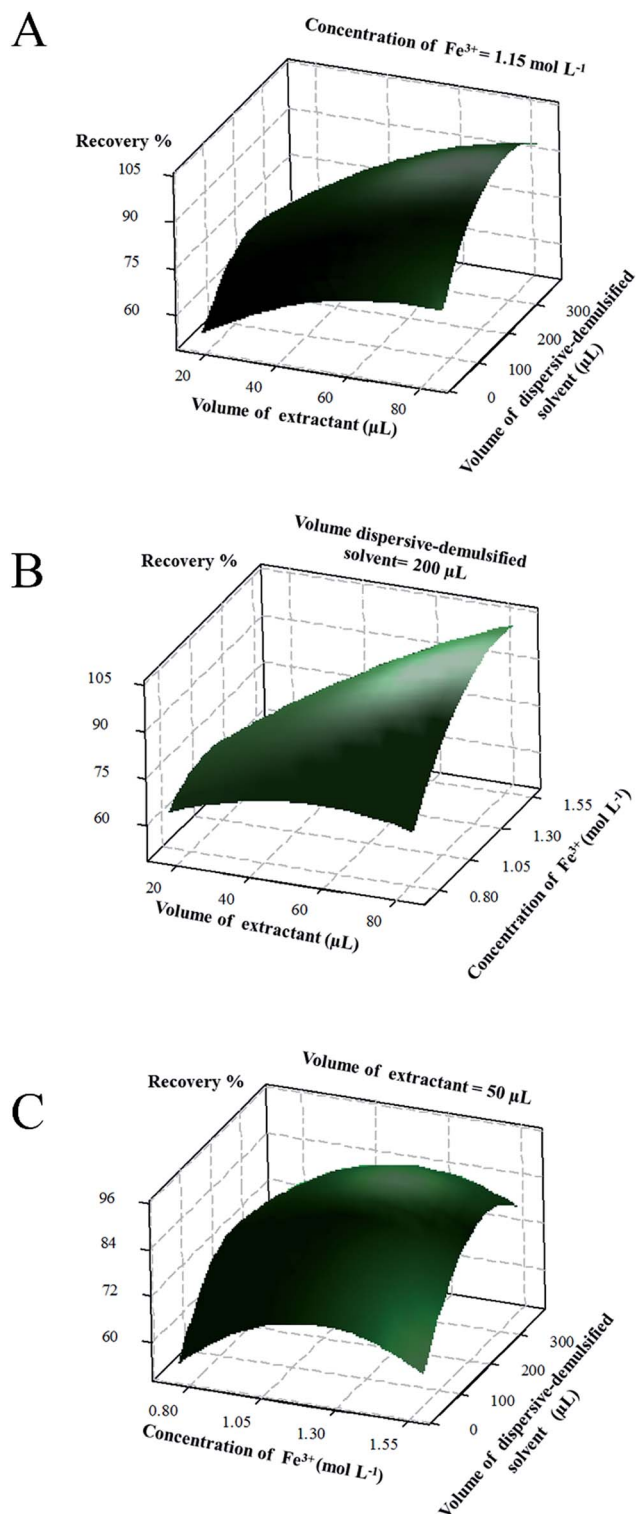 A
Concentration of Fe³⁺= 1.15 mol L⁻¹
Recovery %
105
90
75
60
20
40
60
80
Volume of extractant (µL)
0
100
200
300
Volume of dispersive-demulsified
solvent (µL)
B
Volume dispersive-demulsified
solvent= 200 µL
Recovery %
105
90
75
60
20
40
60
80
Volume of extractant (µL)
0.80
1.05
1.30
1.55
Concentration of Fe³⁺ (mol L⁻¹)
C
Volume of extractant = 50 µL
Recovery %
96
84
72
60
0.80
1.05
1.30
1.55
Concentration of Fe³⁺ (mol L⁻¹)
0
100
200
300
Volume of dispersive-demulsified
solvent (µL)